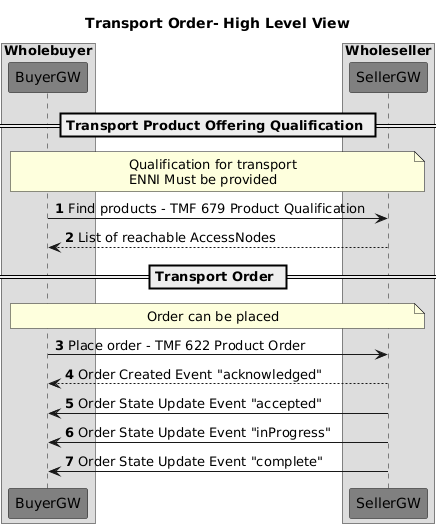 Transport Order- High Level View
Wholebuyer
Wholeseller
BuyerGW
SellerGW
Transport Product Offering Qualification
Qualification for transport
ENNI Must be provided
1 Find products - TMF 679 Product Qualification
2 List of reachable AccessNodes
Transport Order
Order can be placed
3 Place order - TMF 622 Product Order
4 Order Created Event "acknowledged"
5 Order State Update Event "accepted"
6 Order State Update Event "inProgress"
7 Order State Update Event "complete"
BuyerGW
SellerGW